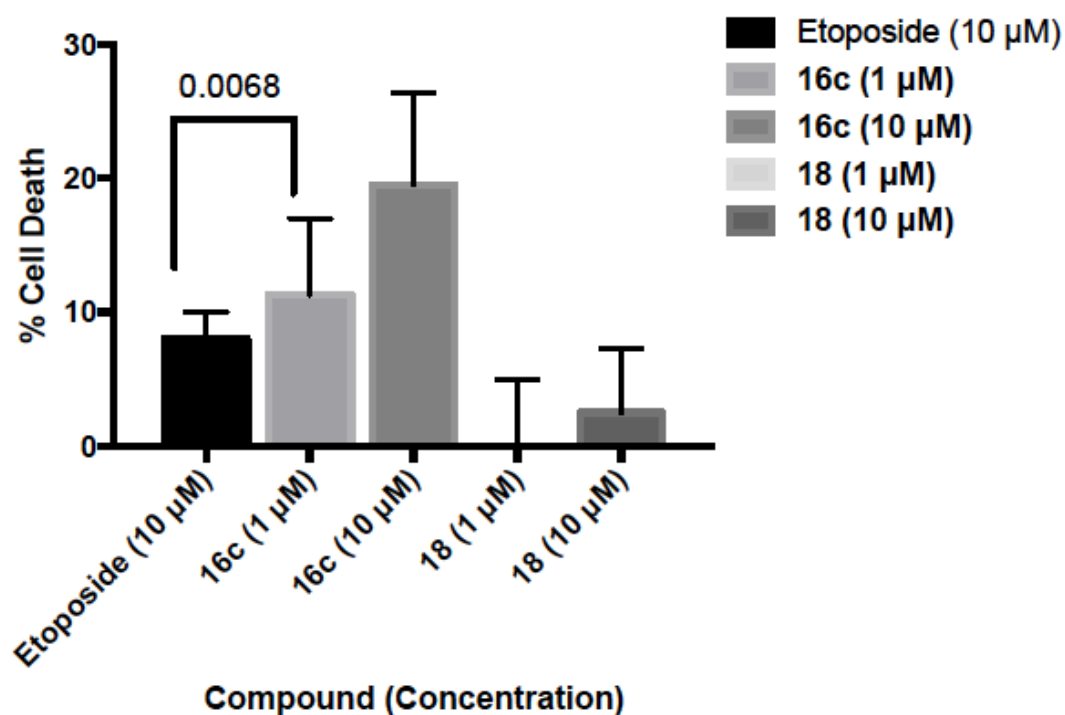 30
20
10
0
% Cell Death
0.0068
Etoposide (10 µM)
16c (1 µM)
16c (10 µM)
18 (1 µM)
18 (10 µM)
Compound (Concentration)
Etoposide (10 µM)
16c (1 µM)
16c (10 µM)
18 (1 µM)
18 (10 µM)